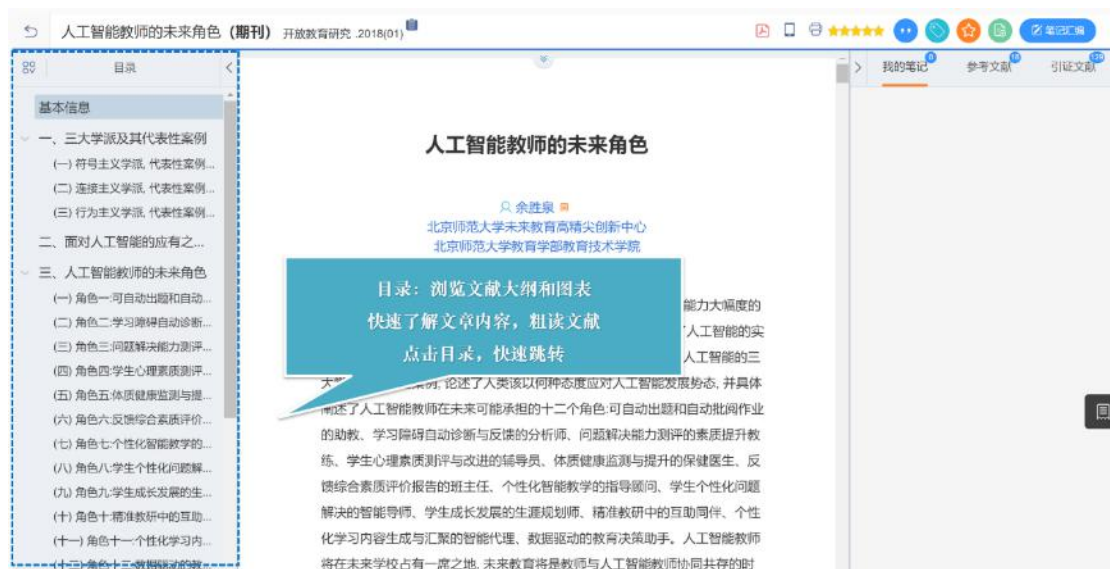 人工智能教师的未来角色（期刊） 开放教育研究 .2018(01)
笔记汇编
目录
基本信息
一、三大学派及其代表性案例
(一) 符号主义学派, 代表性案例...
(二) 连接主义学派, 代表性案例...
(三) 行为主义学派, 代表性案例...
二、面对人工智能的应有之...
三、人工智能教师的未来角色
(一) 角色一:可自动出题和自动...
(二) 角色二:学习障碍自动诊断...
(三) 角色三:问题解决能力测评...
(四) 角色四:学生心理素质测评...
(五) 角色五:体质健康监测与提...
(六) 角色六:反馈综合素质评价...
(七) 角色七:个性化智能教学的...
(八) 角色八:学生个性化问题解...
(九) 角色九:学生成长发展的生...
(十) 角色十:精准教研中的互助...
(十一) 角色十一:个性化学习内...
(十二) 角色十二:数据驱动的教...
人工智能教师的未来角色
余胜泉
北京师范大学未来教育高精尖创新中心
北京师范大学教育学部教育技术学院
目录：浏览文献大纲和图表
快速了解文章内容，粗读文献
点击目录，快速跳转
能力大幅度的
人工智能的实
人工智能的三
案例, 论述了人类该以何种态度应对人工智能发展势态, 并具体
阐述了人工智能教师在未来可能承担的十二个角色:可自动出题和自动批阅作业
的助教、学习障碍自动诊断与反馈的分析师、问题解决能力测评的素质提升教
练、学生心理素质测评与改进的辅导员、体质健康监测与提升的保健医生、反
馈综合素质评价报告的班主任、个性化智能教学的指导顾问、学生个性化问题
解决的智能导师、学生成长发展的生涯规划师、精准教研中的互助同伴、个性
化学习内容生成与汇聚的智能代理、数据驱动的教育决策助手。人工智能教师
将在未来学校占有一席之地, 未来教育将是教师与人工智能教师协同共存的时
我的笔记 0 参考文献 18 引证文献